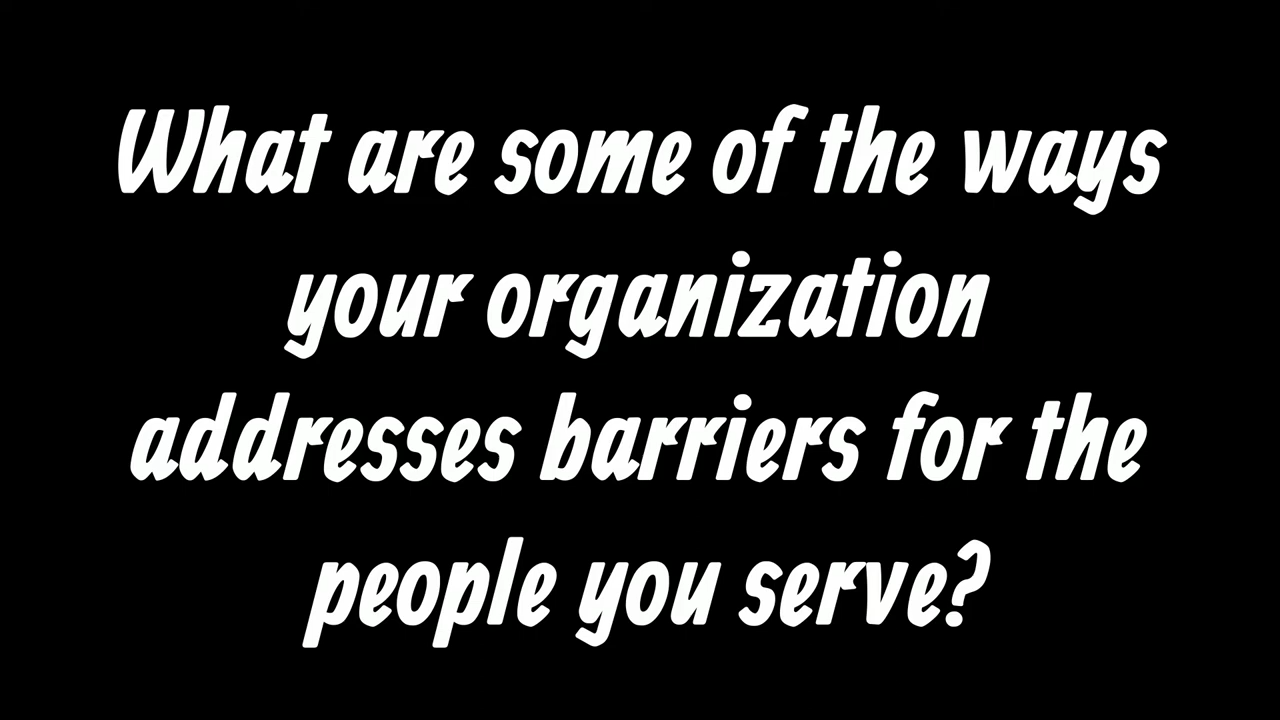 What are some of the ways
your organization
addresses barriers for the
people you serve?